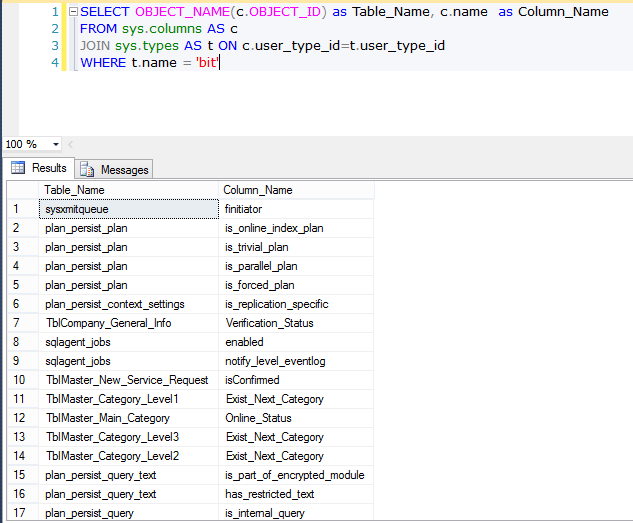 1 SELECT OBJECT_NAME(c.OBJECT_ID) as Table_Name, c.name as Column_Name
2 FROM sys.columns AS c
3 JOIN sys.types AS t ON c.user_type_id=t.user_type_id
4 WHERE t.name = 'bit'
100 %
Results Messages
Table_Name Column_Name
1 sysxmitqueue finitiator
2 plan_persist_plan is_online_index_plan
3 plan_persist_plan is_trivial_plan
4 plan_persist_plan is_parallel_plan
5 plan_persist_plan is_forced_plan
6 plan_persist_context_settings is_replication_specific
7 TblCompany_General_Info Verification_Status
8 sqlagent_jobs enabled
9 sqlagent_jobs notify_level_eventlog
10 TblMaster_New_Service_Request isConfirmed
11 TblMaster_Category_Level1 Exist_Next_Category
12 TblMaster_Main_Category Online_Status
13 TblMaster_Category_Level3 Exist_Next_Category
14 TblMaster_Category_Level2 Exist_Next_Category
15 plan_persist_query_text is_part_of_encrypted_module
16 plan_persist_query_text has_restricted_text
17 plan_persist_query is_internal_query